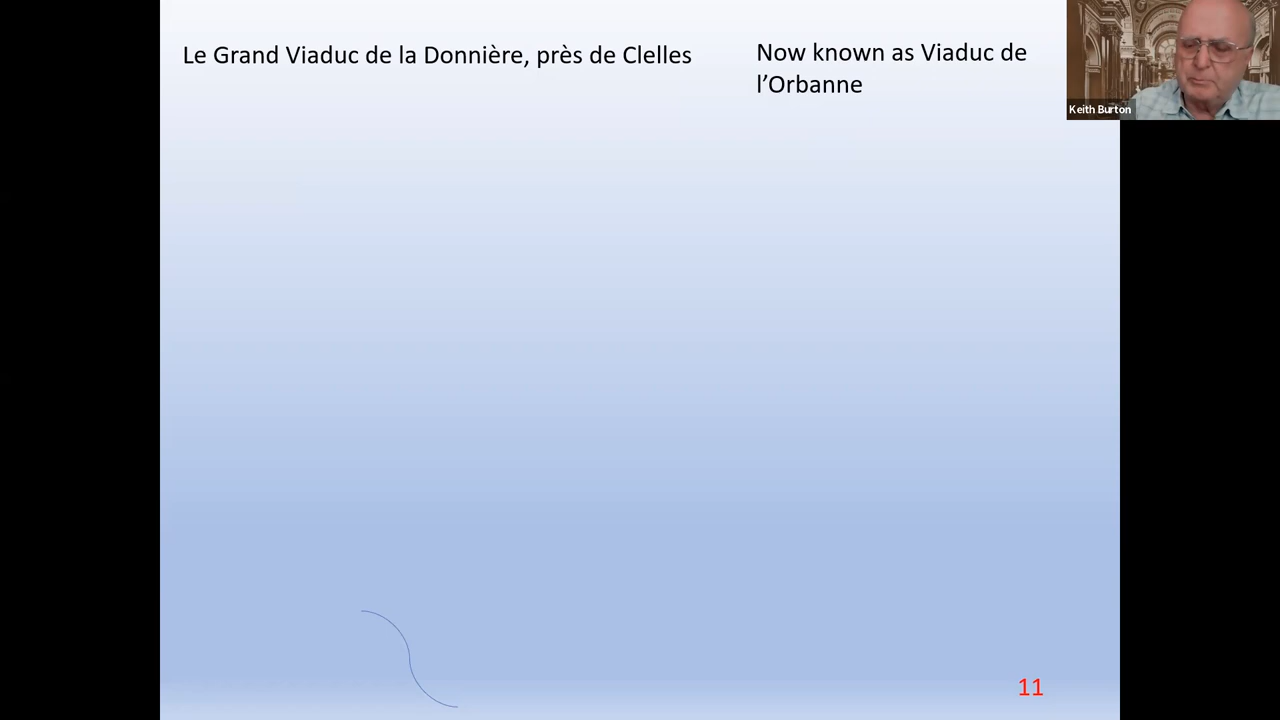 Le Grand Viaduc de la Donnière, près de Clelles
Now known as Viaduc de
l’Orbanne
Keith Burton
11